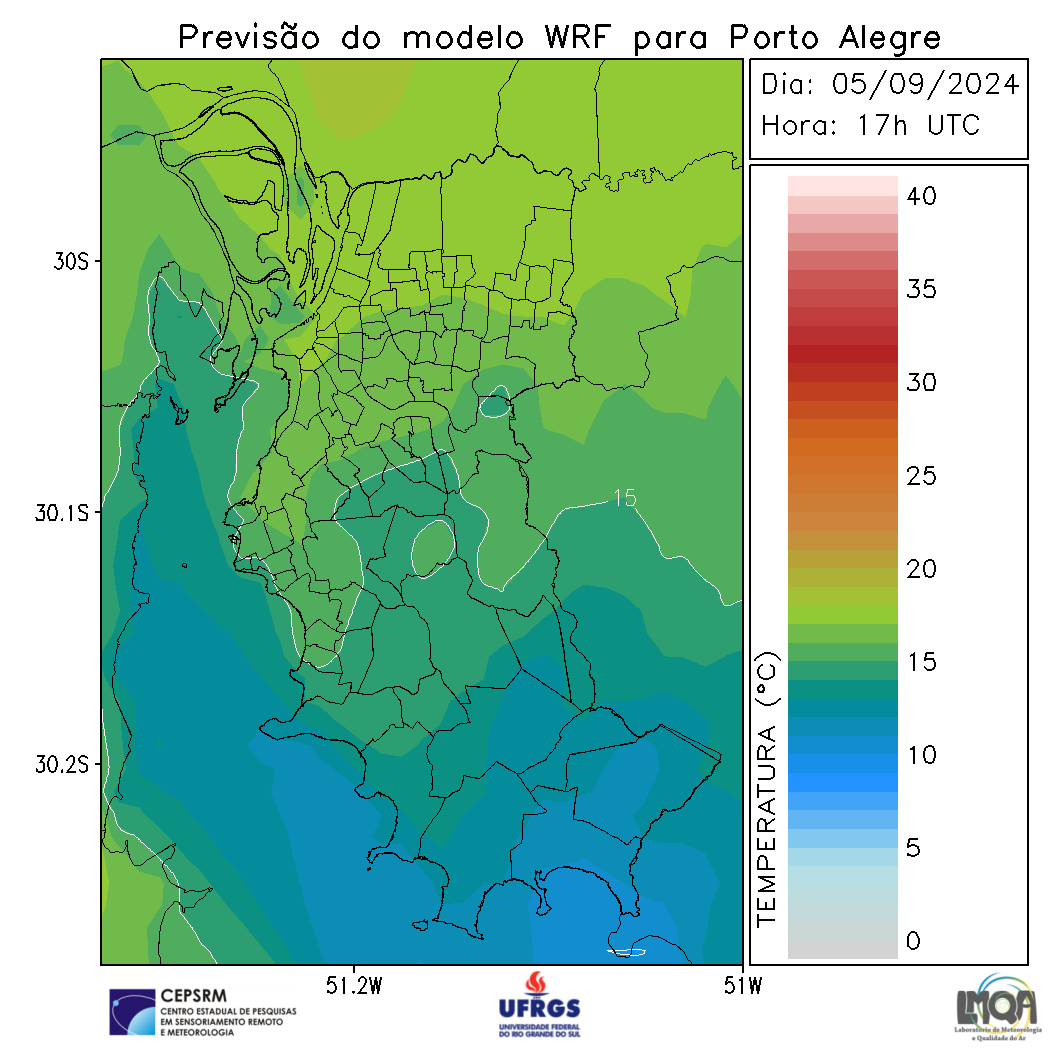 Previsão do modelo WRF para Porto Alegre
Dia: 05/09/2024
Hora: 17h UTC
30S
30.1S
30.2S
51.2W
51W
15
TEMPERATURA (°C)
40
35
30
25
20
15
10
5
0
CEPSRM
CENTRO ESTADUAL DE PESQUISAS
EM SENSORIAMENTO REMOTO
E METEOROLOGIA
UFRGS
UNIVERSIDADE FEDERAL
DO RIO GRANDE DO SUL
LMQA
Laboratório de Meteorologia
e Qualidade do Ar